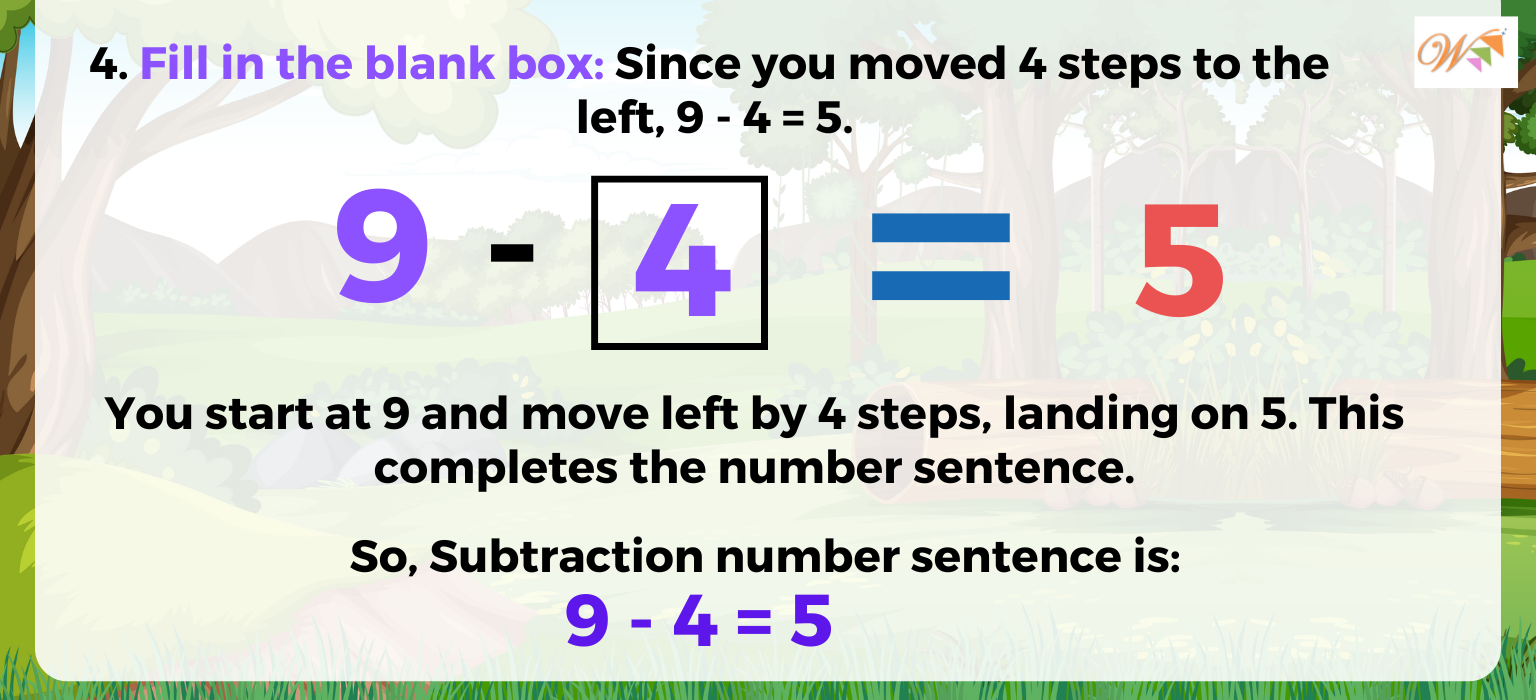 4. Fill in the blank box: Since you moved 4 steps to the
left, 9 - 4 = 5.
9 - 4 = 5
You start at 9 and move left by 4 steps, landing on 5. This
completes the number sentence.
So, Subtraction number sentence is:
9 - 4 = 5
W